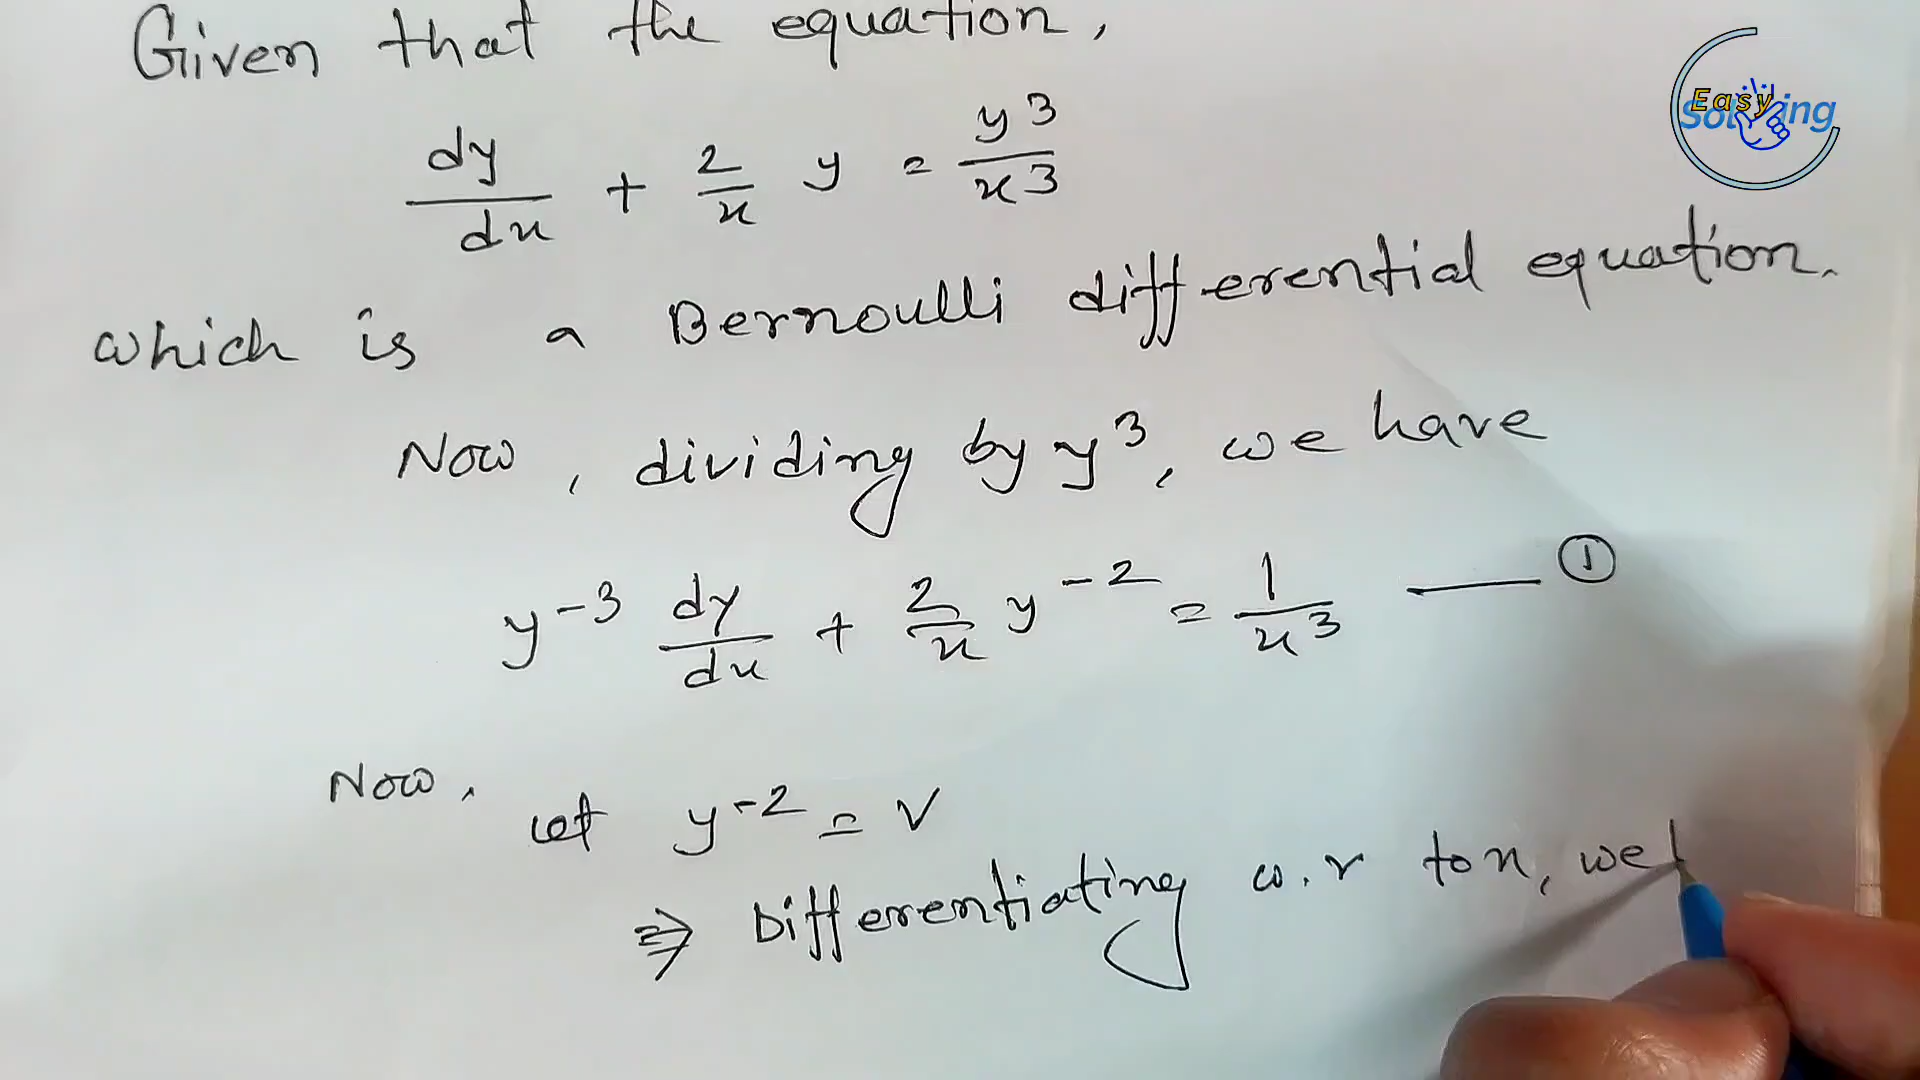 Given that the equation,
dy/dx + 2/x y = y^3/x^3
which is a Bernoulli differential equation.
Now, dividing by y^3, we have
y^-3 dy/dx + 2/x y^-2 = 1/x^3 —— ①
Now, let y^-2 = v
⇒ Differentiating w.r to x, we
Easy
Solving